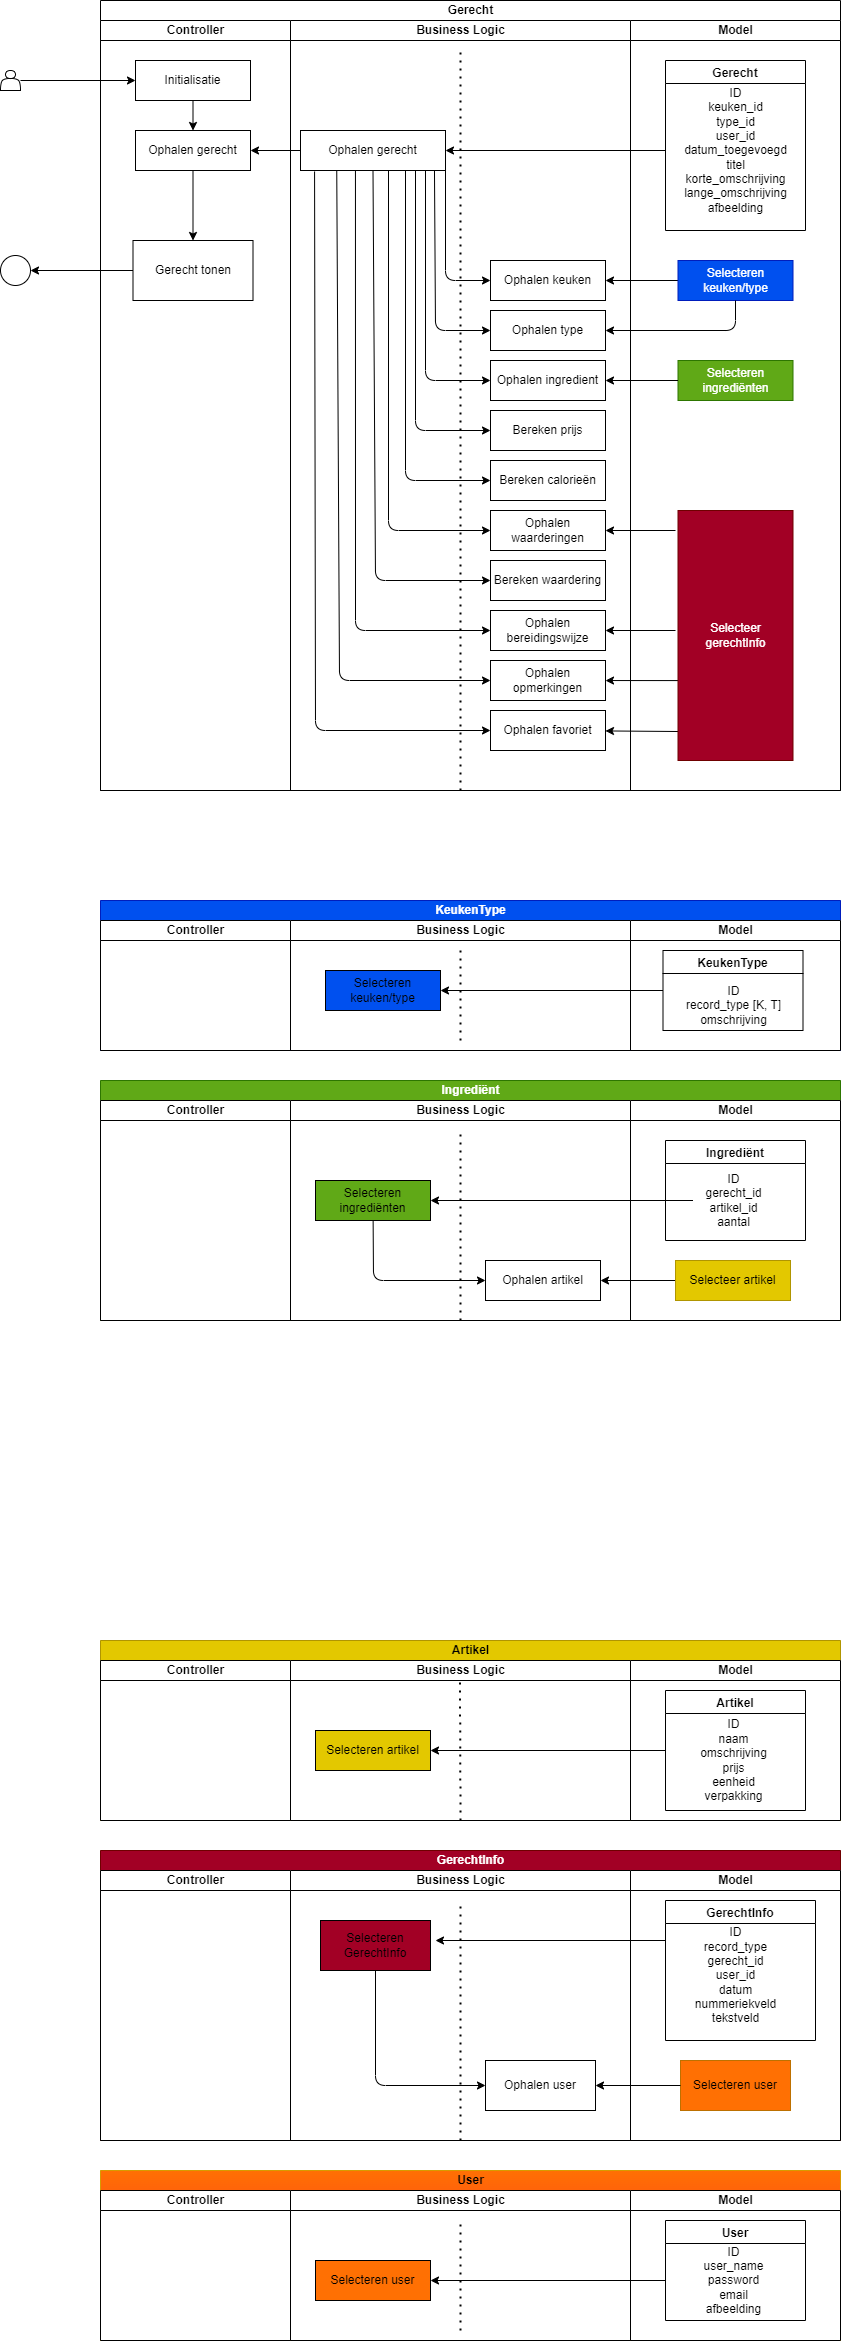 Gerecht
Controller
Business Logic
Model
Initialisatie
Ophalen gerecht
Gerecht tonen
Ophalen gerecht
Gerecht
ID
keuken_id
type_id
user_id
datum_toegevoegd
titel
korte_omschrijving
lange_omschrijving
afbeelding
Ophalen keuken
Selecteren
keuken/type
Ophalen type
Ophalen ingredient
Selecteren
ingrediënten
Bereken prijs
Bereken calorieën
Ophalen
waarderingen
Bereken waardering
Ophalen
bereidingswijze
Ophalen
opmerkingen
Ophalen favoriet
Selecteer
gerechtInfo
KeukenType
Controller
Business Logic
Model
Selecteren
keuken/type
KeukenType
ID
record_type [K, T]
omschrijving
Ingrediënt
Controller
Business Logic
Model
Selecteren
ingrediënten
Ingrediënt
ID
gerecht_id
artikel_id
aantal
Ophalen artikel
Selecteer artikel
Artikel
Controller
Business Logic
Model
Selecteren artikel
Artikel
ID
naam
omschrijving
prijs
eenheid
verpakking
GerechtInfo
Controller
Business Logic
Model
Selecteren
GerechtInfo
GerechtInfo
ID
record_type
gerecht_id
user_id
datum
nummeriekveld
tekstveld
Ophalen user
Selecteren user
User
Controller
Business Logic
Model
Selecteren user
User
ID
user_name
password
email
afbeelding